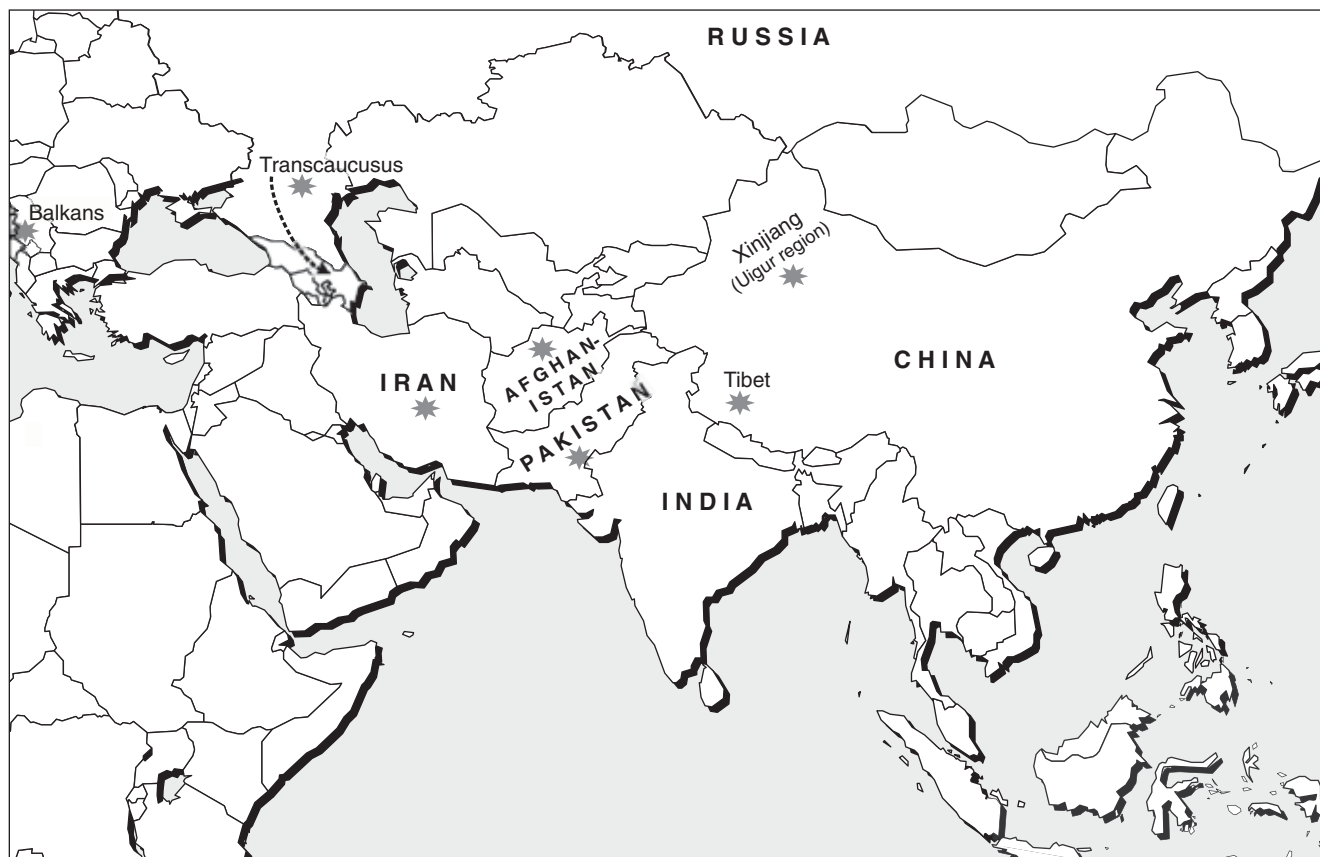 RUSSIA
Transcaucusus
Balkans
Xinjiang
(Uigur region)
CHINA
AFGHAN-
ISTAN
IRAN
Tibet
PAKISTAN
INDIA